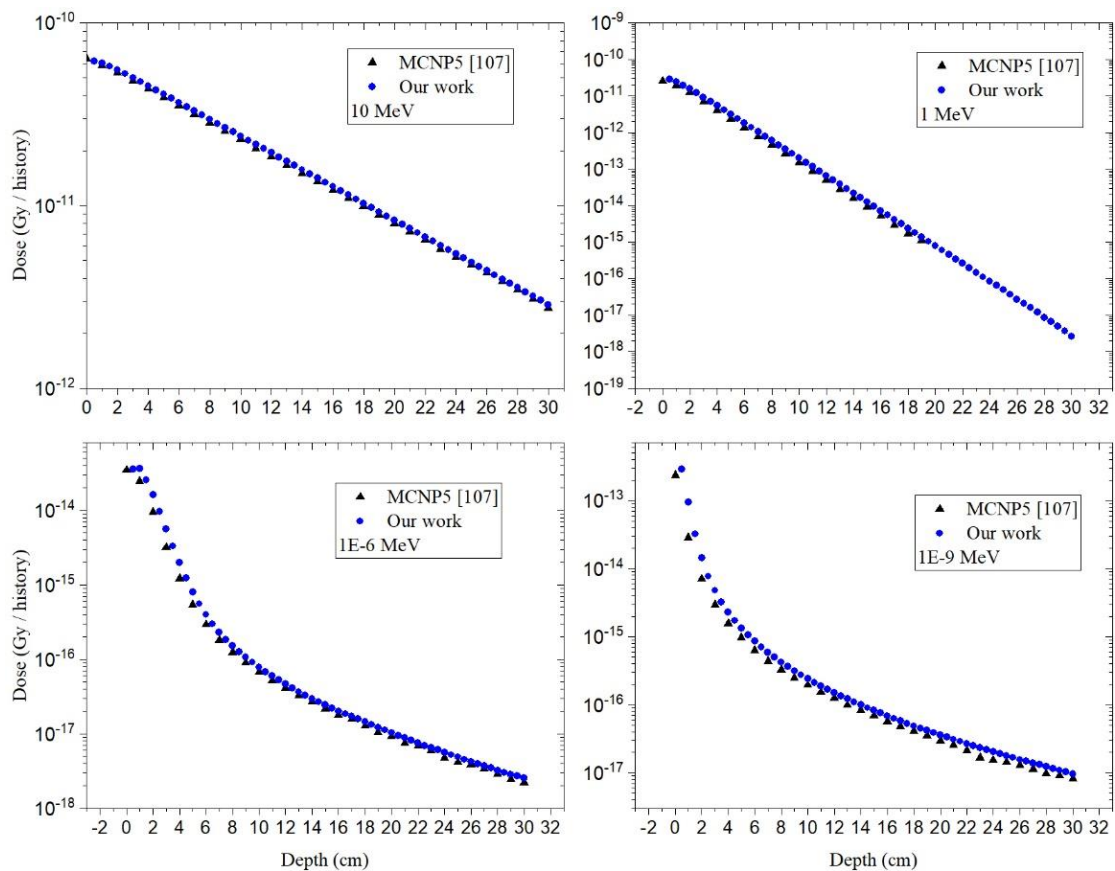 10⁻¹⁰
10⁻¹¹
10⁻¹²
Dose (Gy / history)
MCNP5 [107]
Our work
10 MeV
0 2 4 6 8 10 12 14 16 18 20 22 24 26 28 30
10⁻⁹
10⁻¹⁰
10⁻¹¹
10⁻¹²
10⁻¹³
10⁻¹⁴
10⁻¹⁵
10⁻¹⁶
10⁻¹⁷
10⁻¹⁸
10⁻¹⁹
MCNP5 [107]
Our work
1 MeV
-2 0 2 4 6 8 10 12 14 16 18 20 22 24 26 28 30 32
10⁻¹⁴
10⁻¹⁵
10⁻¹⁶
10⁻¹⁷
10⁻¹⁸
Dose (Gy / history)
MCNP5 [107]
Our work
1E-6 MeV
-2 0 2 4 6 8 10 12 14 16 18 20 22 24 26 28 30 32
Depth (cm)
10⁻¹³
10⁻¹⁴
10⁻¹⁵
10⁻¹⁶
10⁻¹⁷
MCNP5 [107]
Our work
1E-9 MeV
-2 0 2 4 6 8 10 12 14 16 18 20 22 24 26 28 30 32
Depth (cm)